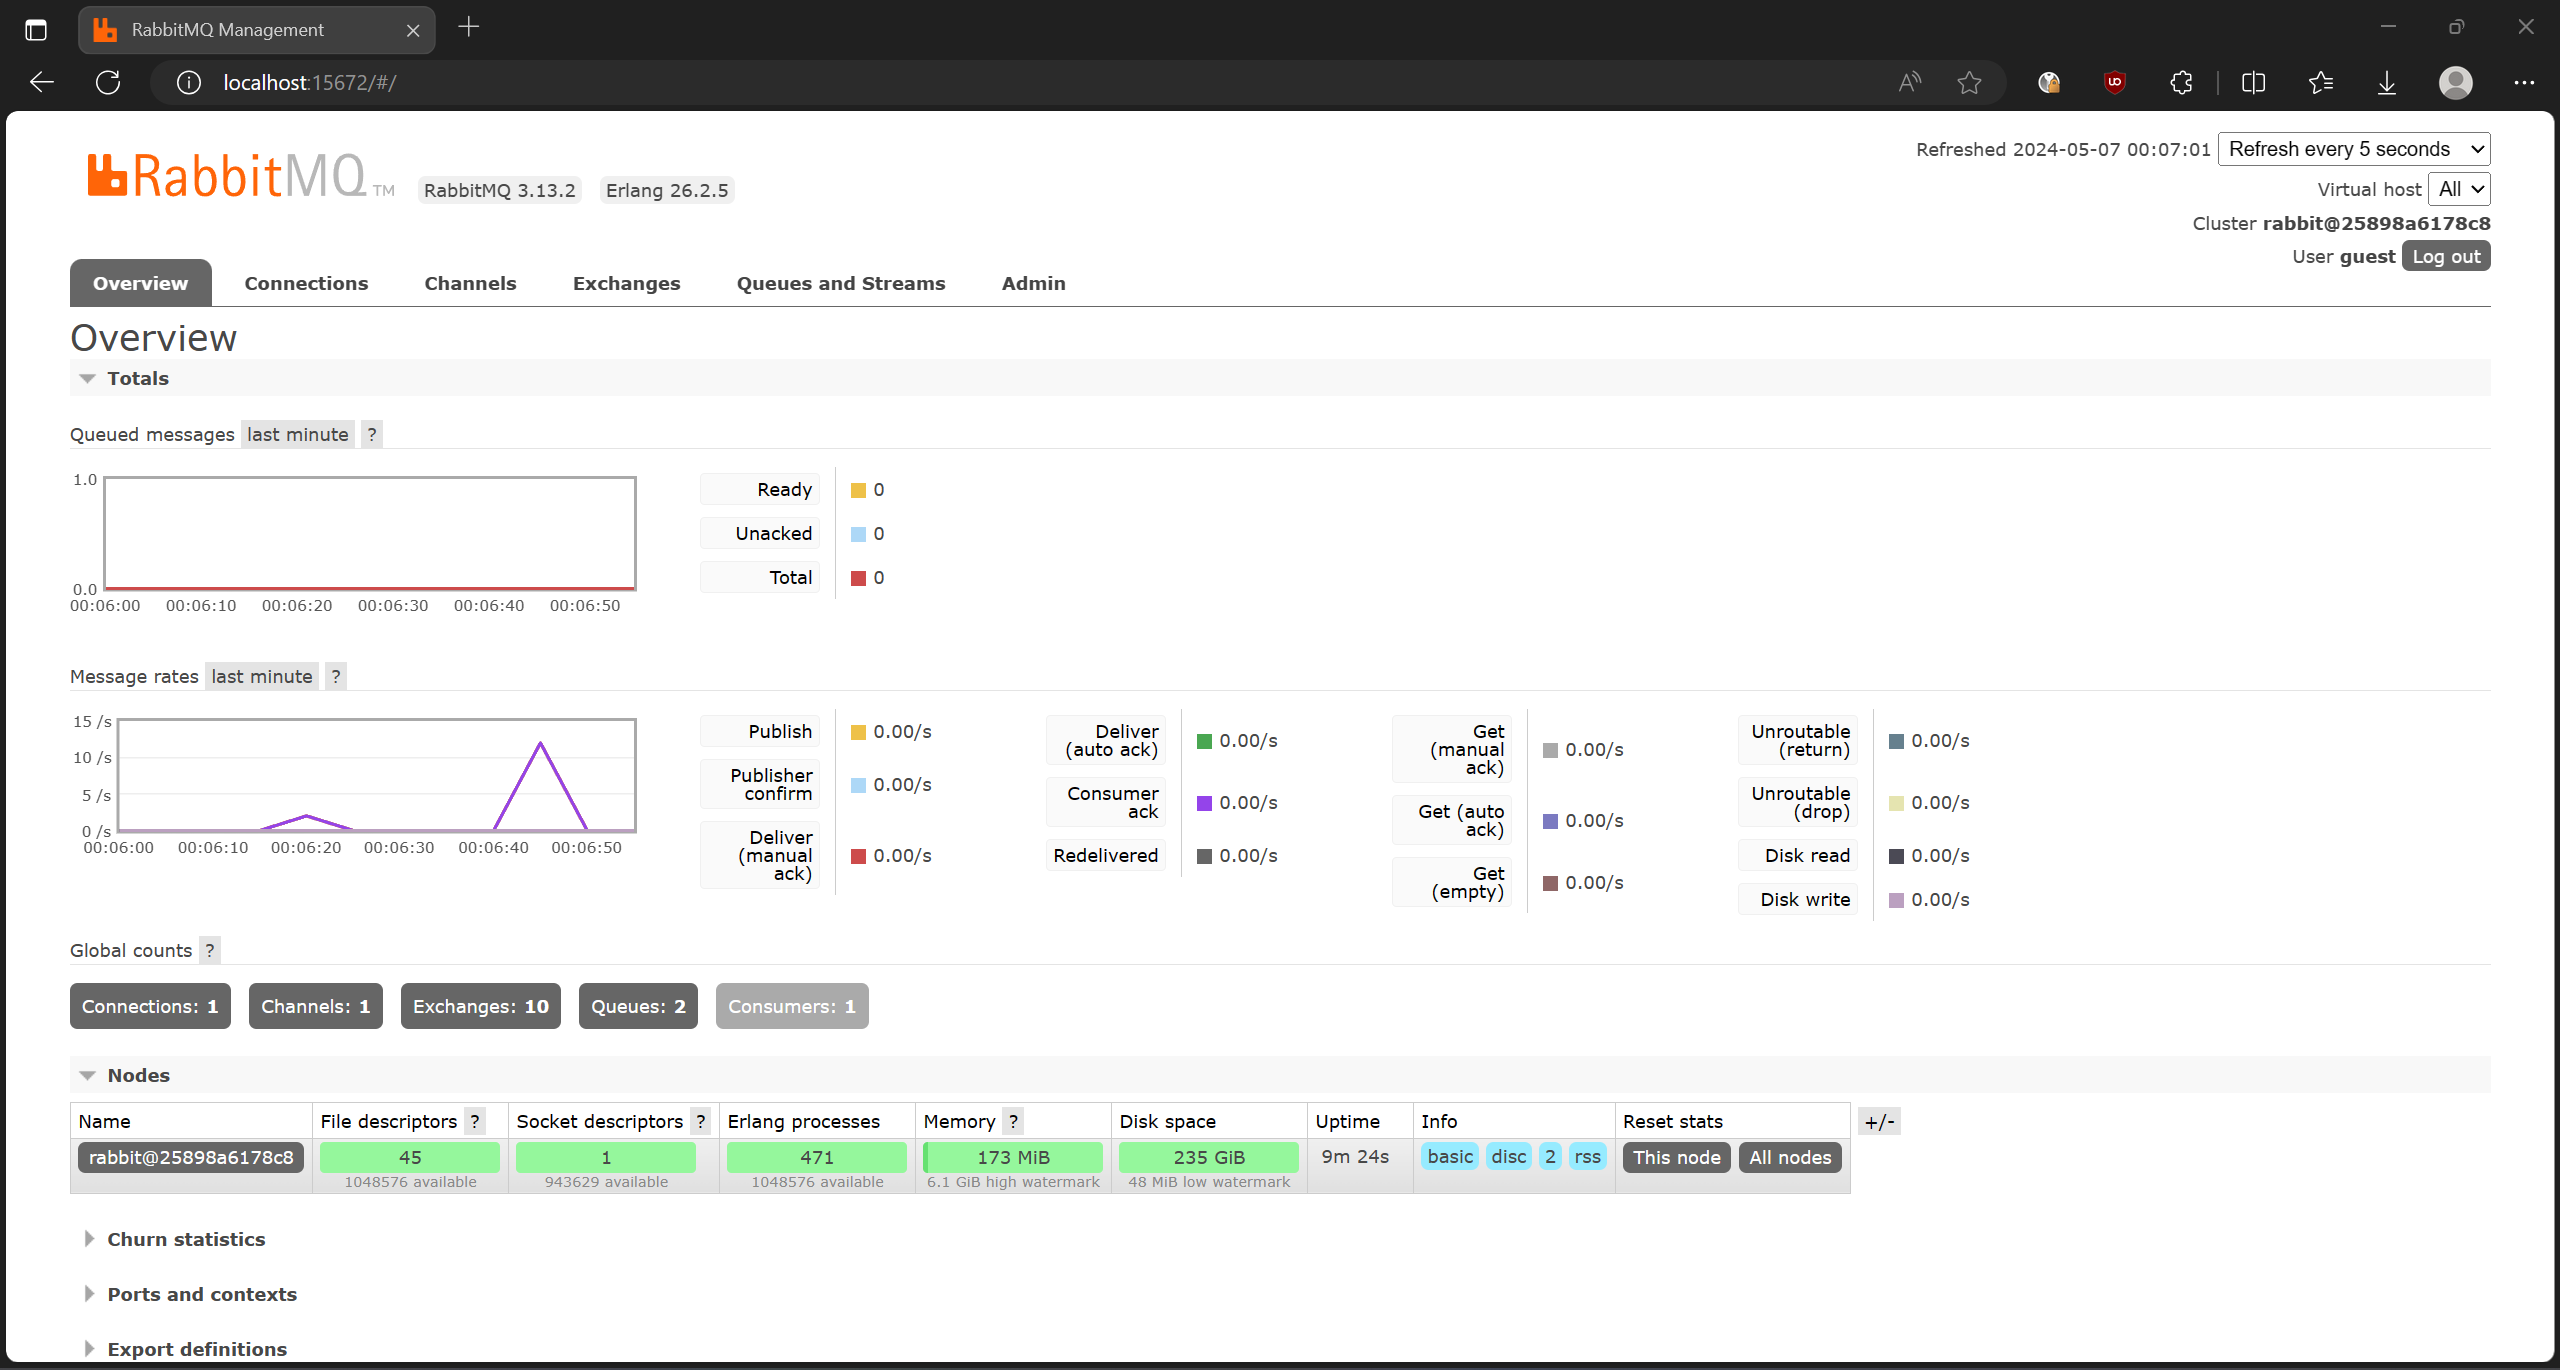 RabbitMQ Management
localhost:15672/#/
RabbitMQ TM RabbitMQ 3.13.2 Erlang 26.2.5
Refreshed 2024-05-07 00:07:01 Refresh every 5 seconds
Virtual host All
Cluster rabbit@25898a6178c8
User guest Log out
Overview Connections Channels Exchanges Queues and Streams Admin
Overview
Totals
Queued messages last minute ?
1.0
0.0
00:06:00 00:06:10 00:06:20 00:06:30 00:06:40 00:06:50
Ready 0
Unacked 0
Total 0
Message rates last minute ?
15 /s
10 /s
5 /s
0 /s
00:06:00 00:06:10 00:06:20 00:06:30 00:06:40 00:06:50
Publish 0.00/s
Publisher
confirm 0.00/s
Deliver
(manual 0.00/s
ack)
Deliver
(auto ack) 0.00/s
Consumer
ack 0.00/s
Redelivered 0.00/s
Get
(manual 0.00/s
ack)
Get (auto
ack) 0.00/s
Get
(empty) 0.00/s
Unroutable
(return) 0.00/s
Unroutable
(drop) 0.00/s
Disk read 0.00/s
Disk write 0.00/s
Global counts ?
Connections: 1 Channels: 1 Exchanges: 10 Queues: 2 Consumers: 1
Nodes
Name File descriptors ? Socket descriptors ? Erlang processes Memory ? Disk space Uptime Info Reset stats +/-
rabbit@25898a6178c8 45 1 471 173 MiB 235 GiB 9m 24s basic disc 2 rss This node All nodes
1048576 available 943629 available 1048576 available 6.1 GiB high watermark 48 MiB low watermark
Churn statistics
Ports and contexts
Export definitions